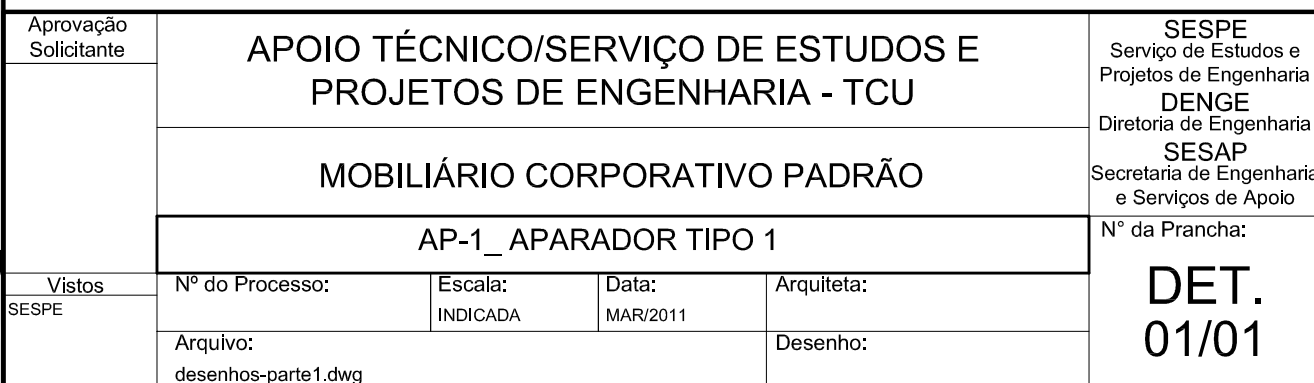 Aprovação
Solicitante
APOIO TÉCNICO/SERVIÇO DE ESTUDOS E
PROJETOS DE ENGENHARIA - TCU
MOBILIÁRIO CORPORATIVO PADRÃO
AP-1_ APARADOR TIPO 1
SESPE
Serviço de Estudos e
Projetos de Engenharia
DENGE
Diretoria de Engenharia
SESAP
Secretaria de Engenharia
e Serviços de Apoio
N° da Prancha:
DET.
01/01
Vistos
SESPE
Nº do Processo:
Escala:
INDICADA
Data:
MAR/2011
Arquiteta:
Arquivo:
desenhos-parte1.dwg
Desenho: